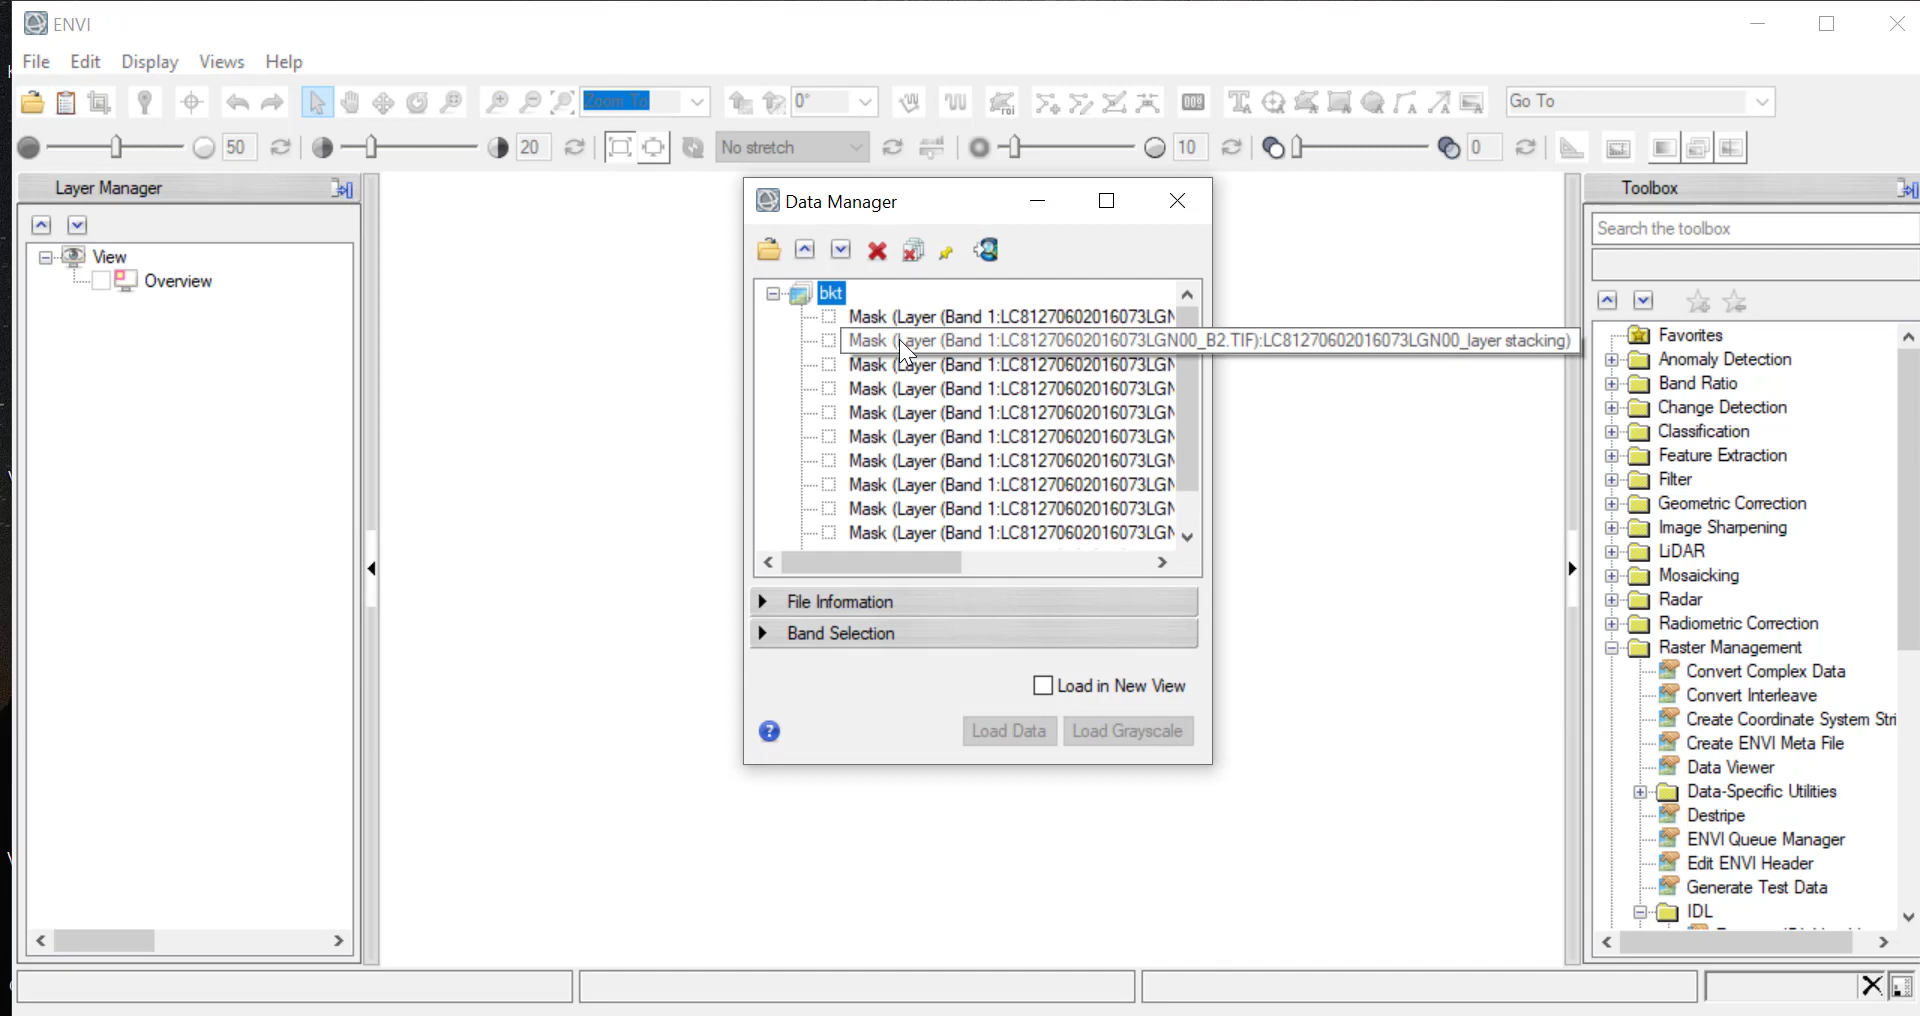 ENVI
File Edit Display Views Help
Zoom To
0°
Go To
50
20
No stretch
10
0
Layer Manager
View
Overview
Data Manager
bkt
Mask (Layer (Band 1:LC81270602016073LGN
Mask (Layer (Band 1:LC81270602016073LGN00_B2.TIF):LC81270602016073LGN00_layer stacking)
Mask (Layer (Band 1:LC81270602016073LGN
Mask (Layer (Band 1:LC81270602016073LGN
Mask (Layer (Band 1:LC81270602016073LGN
Mask (Layer (Band 1:LC81270602016073LGN
Mask (Layer (Band 1:LC81270602016073LGN
Mask (Layer (Band 1:LC81270602016073LGN
Mask (Layer (Band 1:LC81270602016073LGN
Mask (Layer (Band 1:LC81270602016073LGN
File Information
Band Selection
Load in New View
Load Data Load Grayscale
Toolbox
Search the toolbox
Favorites
Anomaly Detection
Band Ratio
Change Detection
Classification
Feature Extraction
Filter
Geometric Correction
Image Sharpening
LiDAR
Mosaicking
Radar
Radiometric Correction
Raster Management
Convert Complex Data
Convert Interleave
Create Coordinate System Stri
Create ENVI Meta File
Data Viewer
Data-Specific Utilities
Destripe
ENVI Queue Manager
Edit ENVI Header
Generate Test Data
IDL